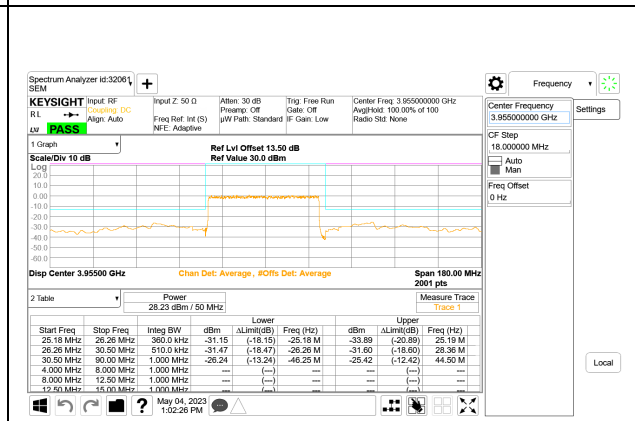 Spectrum Analyzer id:32061
SEM
Frequency
KEYSIGHT
RL
PASS
Input: RF
Coupling: DC
Align: Auto
Input Z: 50 Ω
Freq Ref: Int (S)
NFE: Adaptive
Atten: 30 dB
Preamp: Off
µW Path: Standard
Trig: Free Run
Gate: Off
IF Gain: Low
Center Freq: 3.955000000 GHz
Avg|Hold: 100.00% of 100
Radio Std: None
Center Frequency
3.955000000 GHz
Settings
CF Step
18.000000 MHz
Auto
Man
Freq Offset
0 Hz
Local
1 Graph
Scale/Div 10 dB
Ref Lvl Offset 13.50 dB
Ref Value 30.0 dBm
Log
20.0
10.0
0.00
-10.0
-20.0
-30.0
-40.0
-50.0
-60.0
Disp Center 3.95500 GHz
Chan Det: Average, #Offs Det: Average
Span 180.00 MHz
2001 pts
2 Table
Power
28.23 dBm / 50 MHz
Measure Trace
Trace 1
Lower Upper
Start Freq Stop Freq Integ BW dBm ΔLimit(dB) Freq (Hz) dBm ΔLimit(dB) Freq (Hz)
25.18 MHz 26.26 MHz 360.0 kHz -31.15 (-18.15) -25.18 M -33.89 (-20.89) 25.19 M
26.26 MHz 30.50 MHz 510.0 kHz -31.47 (-18.47) -26.26 M -31.60 (-18.60) 28.36 M
30.50 MHz 90.00 MHz 1.000 MHz -26.24 (-13.24) -46.25 M -25.42 (-12.42) 44.50 M
4.000 MHz 8.000 MHz 1.000 MHz --- (---) --- --- (---) ---
8.000 MHz 12.50 MHz 1.000 MHz --- (---) --- --- (---) ---
12.50 MHz 15.00 MHz 1.000 MHz --- (---) --- --- (---) ---
?
May 04, 2023
1:02:26 PM